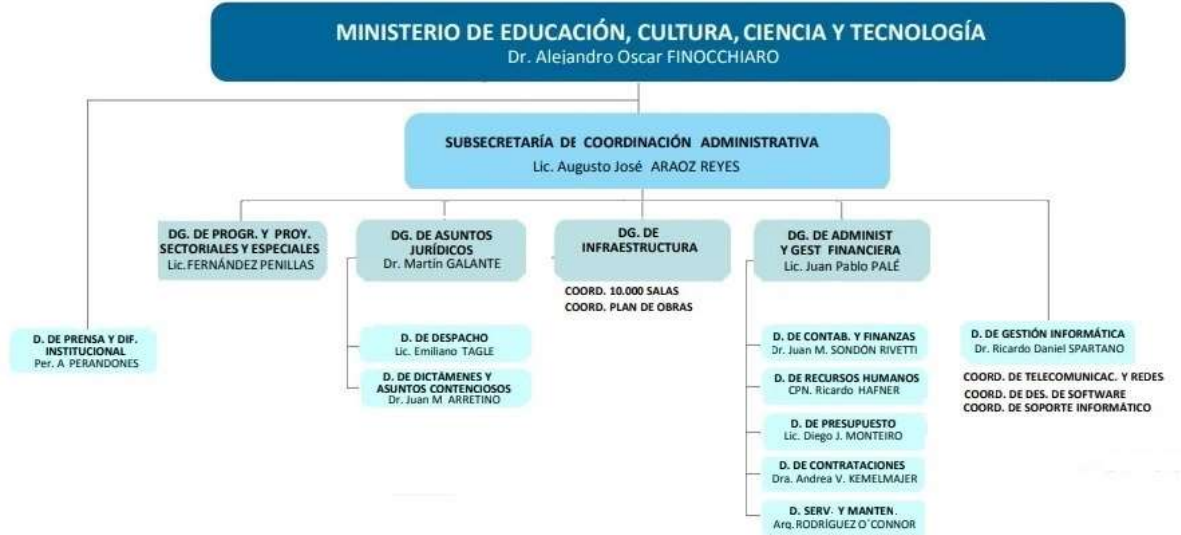 MINISTERIO DE EDUCACIÓN, CULTURA, CIENCIA Y TECNOLOGÍA
Dr. Alejandro Oscar FINOCCHIARO
SUBSECRETARÍA DE COORDINACIÓN ADMINISTRATIVA
Lic. Augusto José ARAOZ REYES
DG. DE PROGR. Y PROY.
SECTORIALES Y ESPECIALES
Lic. FERNÁNDEZ PENILLAS
DG. DE ASUNTOS
JURÍDICOS
Dr. Martín GALANTE
DG. DE
INFRAESTRUCTURA
DG. DE ADMINIST
Y GEST FINANCIERA
Lic. Juan Pablo PALÉ
COORD. 10.000 SALAS
COORD. PLAN DE OBRAS
D. DE PRENSA Y DIF.
INSTITUCIONAL
Per. A PERANDONES
D. DE DESPACHO
Lic. Emiliano TAGLE
D. DE DICTÁMENES Y
ASUNTOS CONTENCIOSOS
Dr. Juan M ARRETINO
D. DE CONTAB. Y FINANZAS
Dr. Juan M. SONDÓN RIVETTI
D. DE RECURSOS HUMANOS
CPN. Ricardo HAFNER
D. DE PRESUPUESTO
Lic. Diego J. MONTEIRO
D. DE CONTRATACIONES
Dra. Andrea V. KEMELMAJER
D. SERV. Y MANTEN.
Arq. RODRÍGUEZ O´CONNOR
D. DE GESTIÓN INFORMÁTICA
Dr. Ricardo Daniel SPARTANO
COORD. DE TELECOMUNICAC. Y REDES
COORD. DE DES. DE SOFTWARE
COORD. DE SOPORTE INFORMÁTICO